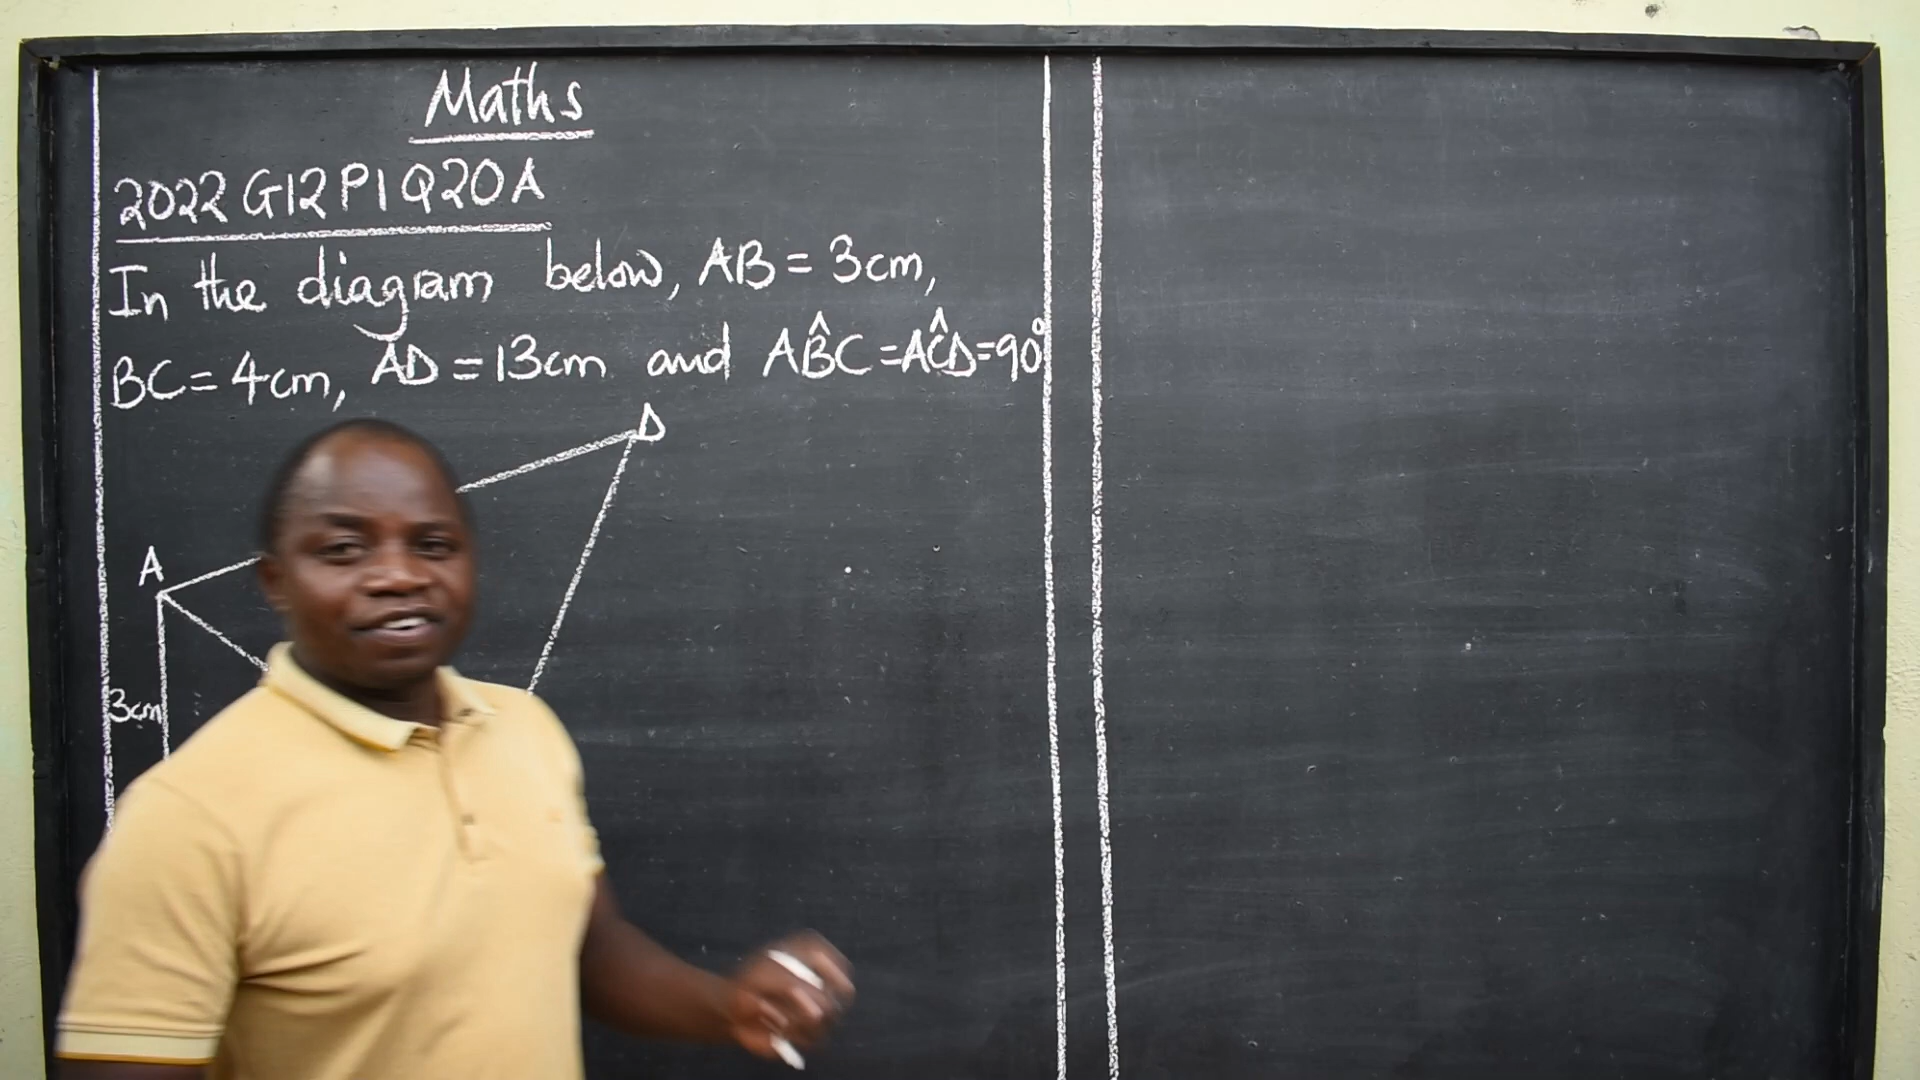 Maths
2022 G12 P1 Q20A
In the diagram below, AB = 3cm,
BC = 4cm, AD = 13cm and AB̂C = AĈD = 90°
D
A
3cm